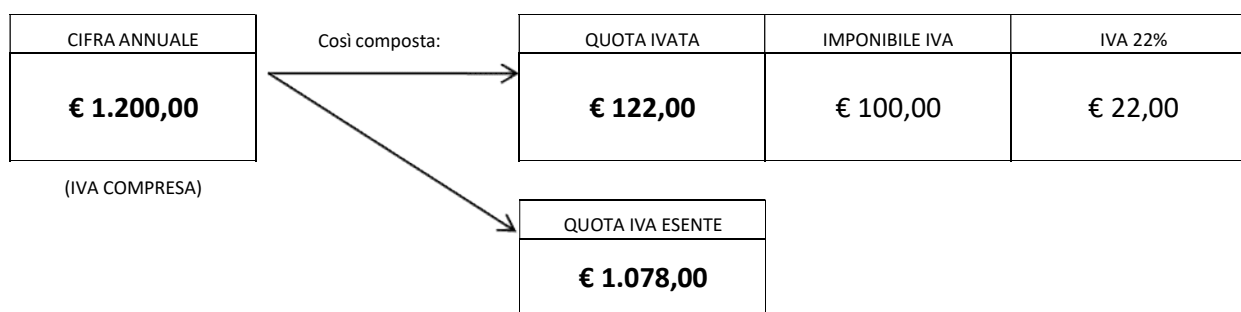 CIFRA ANNUALE
Così composta:
QUOTA IVATA
IMPONIBILE IVA
IVA 22%
€ 1.200,00
€ 122,00
€ 100,00
€ 22,00
(IVA COMPRESA)
QUOTA IVA ESENTE
€ 1.078,00